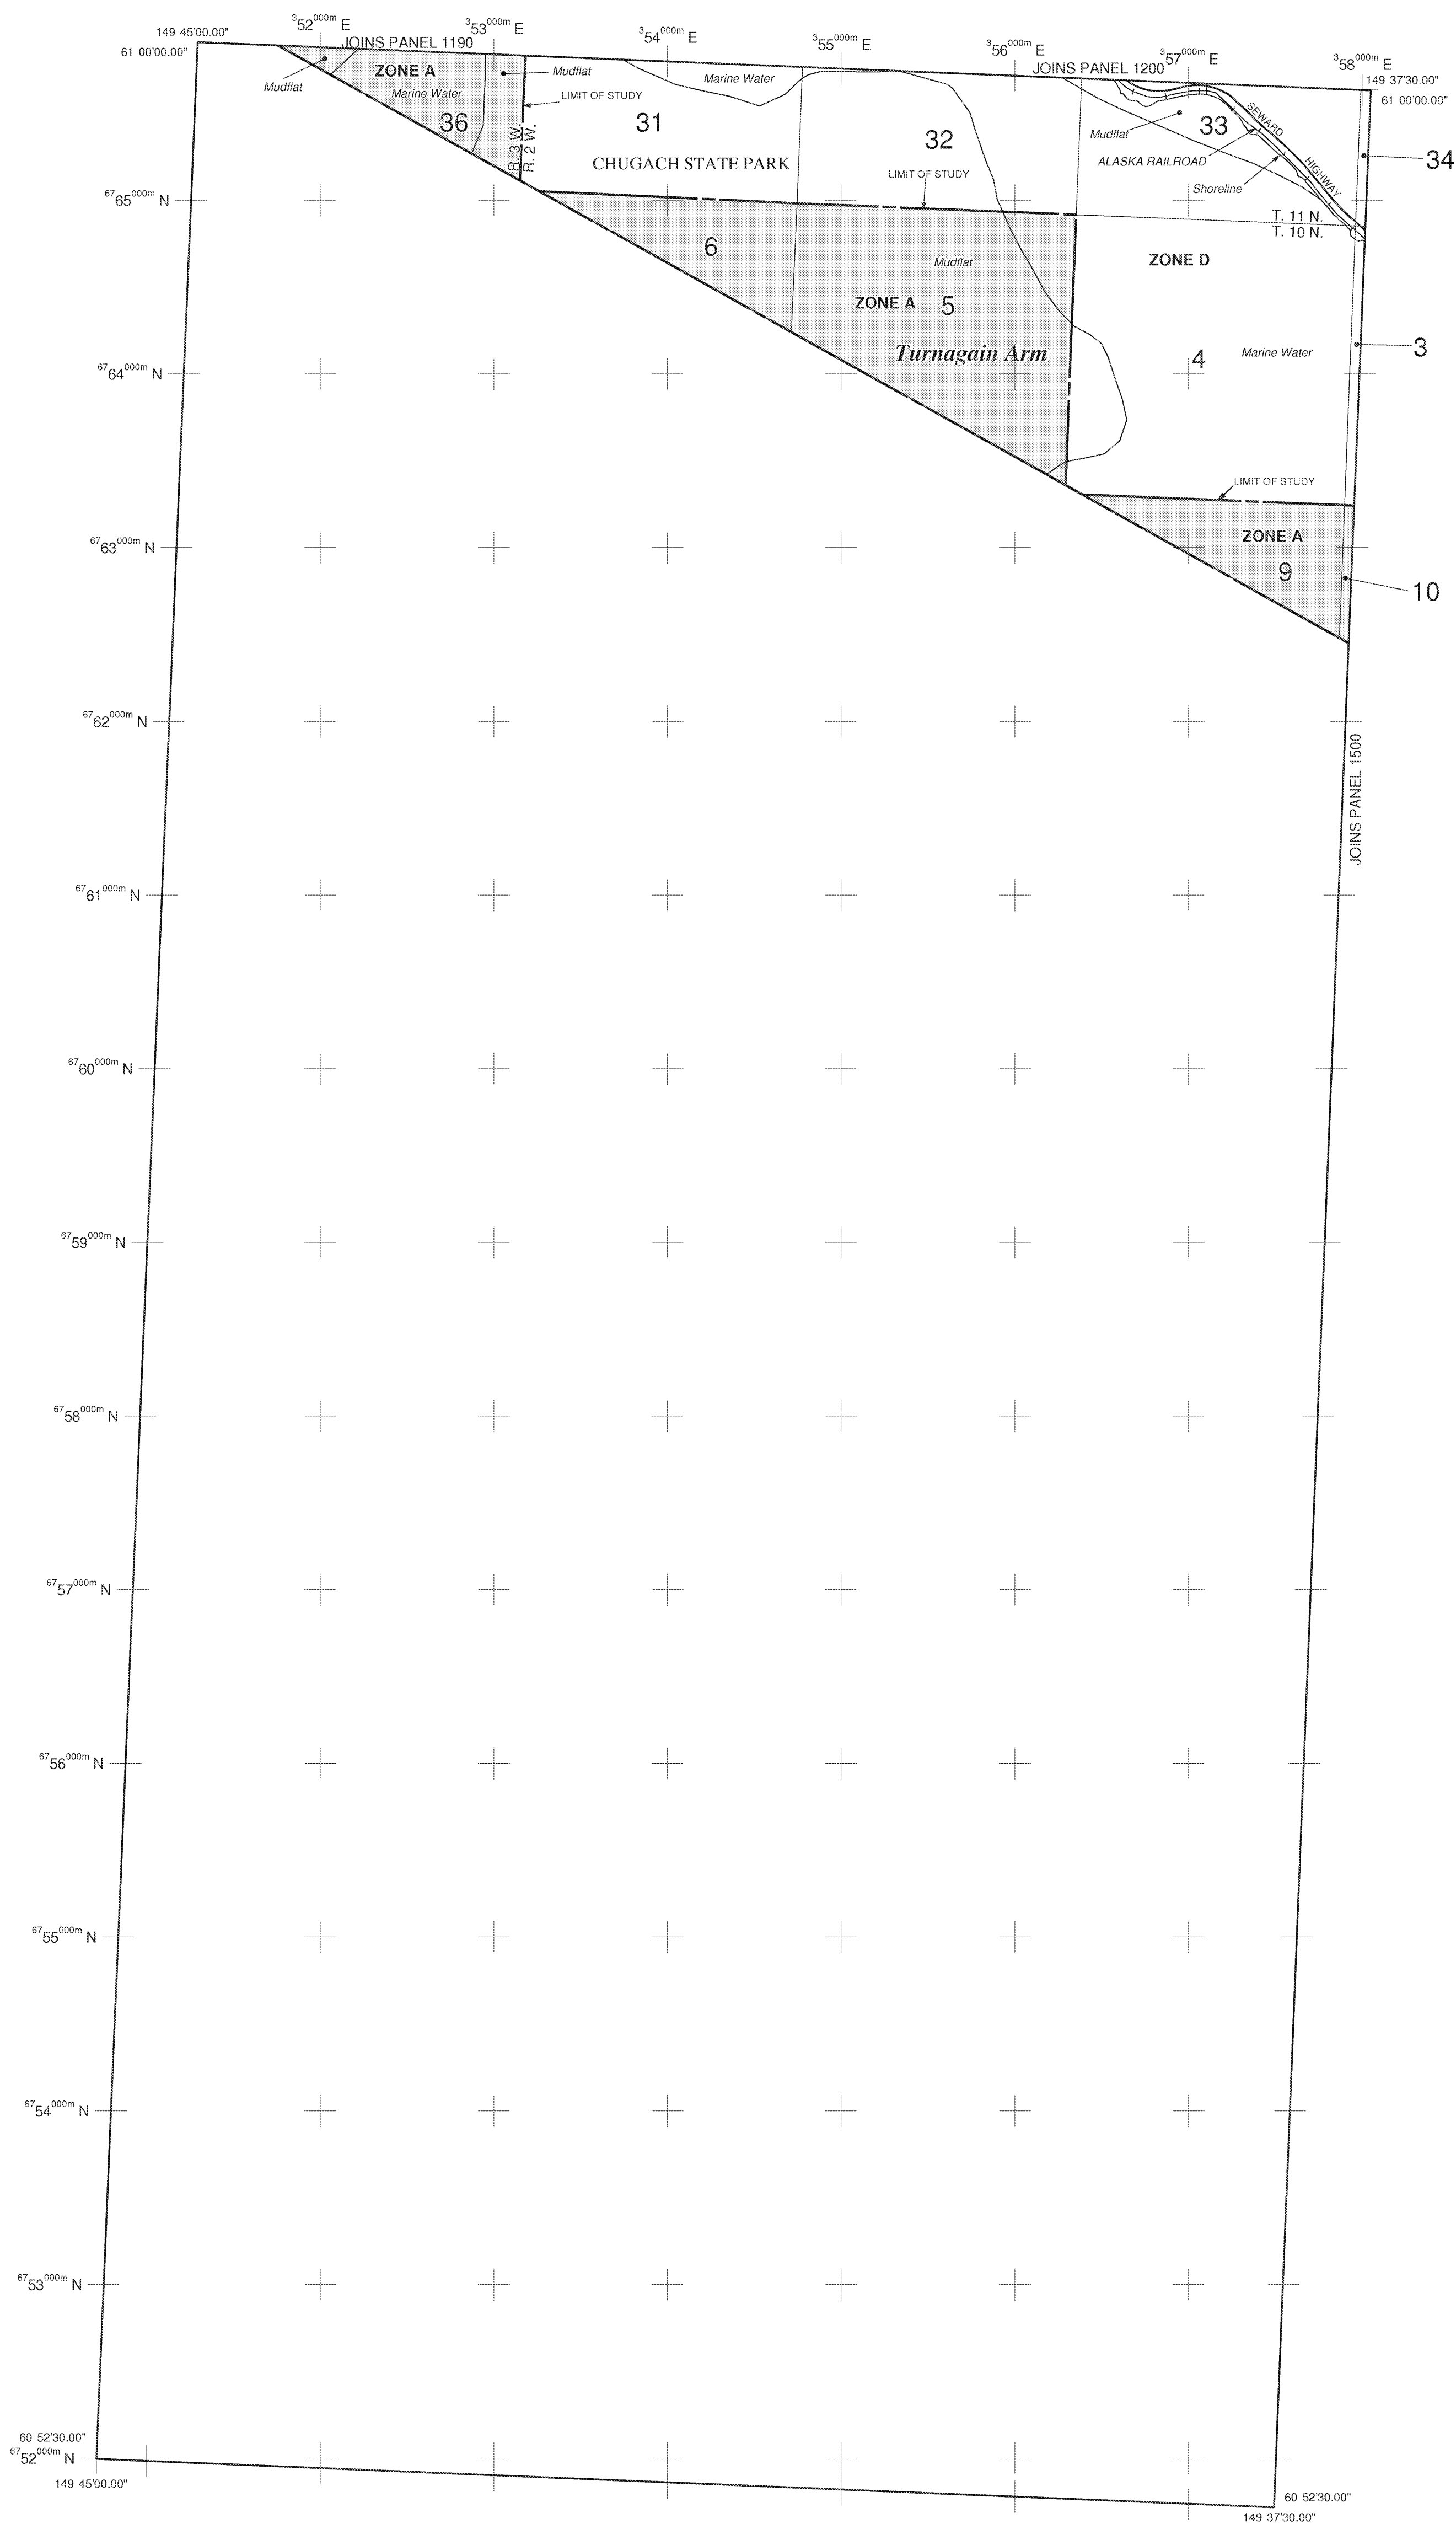 ³52⁰⁰⁰ᵐ E
³53⁰⁰⁰ᵐ E
³54⁰⁰⁰ᵐ E
³55⁰⁰⁰ᵐ E
³56⁰⁰⁰ᵐ E
³57⁰⁰⁰ᵐ E
³58⁰⁰⁰ᵐ E
149 45'00.00"
61 00'00.00"
JOINS PANEL 1190
JOINS PANEL 1200
149 37'30.00"
61 00'00.00"
Mudflat
ZONE A
Marine Water
36
Mudflat
LIMIT OF STUDY
R. 3 W.
R. 2 W.
31
Marine Water
CHUGACH STATE PARK
32
LIMIT OF STUDY
Mudflat
33
SEWARD
HIGHWAY
ALASKA RAILROAD
Shoreline
34
T. 11 N.
T. 10 N.
⁶⁷65⁰⁰⁰ᵐ N
6
Mudflat
ZONE A 5
Turnagain Arm
ZONE D
4
Marine Water
3
⁶⁷64⁰⁰⁰ᵐ N
LIMIT OF STUDY
ZONE A
9
10
⁶⁷63⁰⁰⁰ᵐ N
⁶⁷62⁰⁰⁰ᵐ N
JOINS PANEL 1500
⁶⁷61⁰⁰⁰ᵐ N
⁶⁷60⁰⁰⁰ᵐ N
⁶⁷59⁰⁰⁰ᵐ N
⁶⁷58⁰⁰⁰ᵐ N
⁶⁷57⁰⁰⁰ᵐ N
⁶⁷56⁰⁰⁰ᵐ N
⁶⁷55⁰⁰⁰ᵐ N
⁶⁷54⁰⁰⁰ᵐ N
⁶⁷53⁰⁰⁰ᵐ N
60 52'30.00"
⁶⁷52⁰⁰⁰ᵐ N
149 45'00.00"
60 52'30.00"
149 37'30.00"